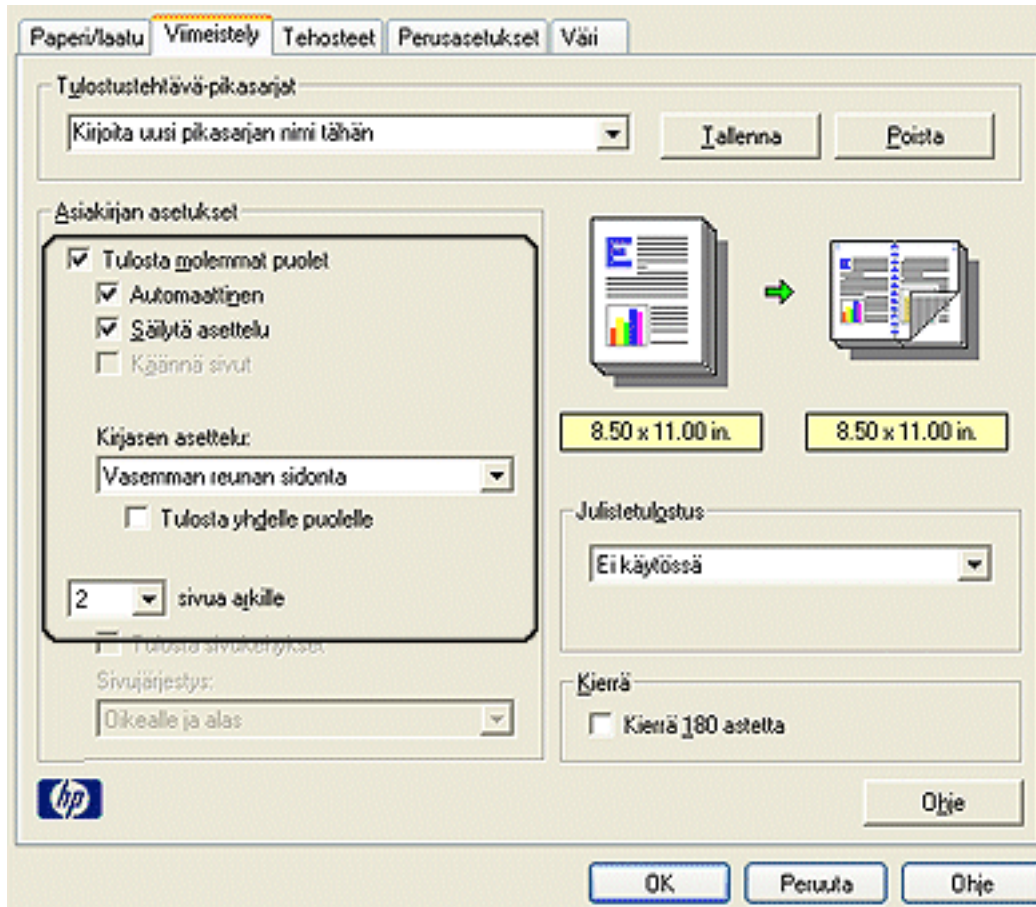 Paperi/laatu Viimeistely Tehosteet Perusasetukset Väri
Tulostustehtävä-pikasarjat
Kirjoita uusi pikasarjan nimi tähän Tallenna Poista
Asiakirjan asetukset
Tulosta molemmat puolet
Automaattinen
Säilytä asettelu
Käännä sivut
Kirjasen asettelu:
Vasemman reunan sidonta
Tulosta yhdelle puolelle
2 sivua arkille
Tulosta sivukehykset
Sivujärjestys:
Oikealle ja alas
E
E
8.50 x 11.00 in. 8.50 x 11.00 in.
Julistetulostus
Ei käytössä
Kierrä
Kierrä 180 astetta
hp
Ohje
OK Peruuta Ohje